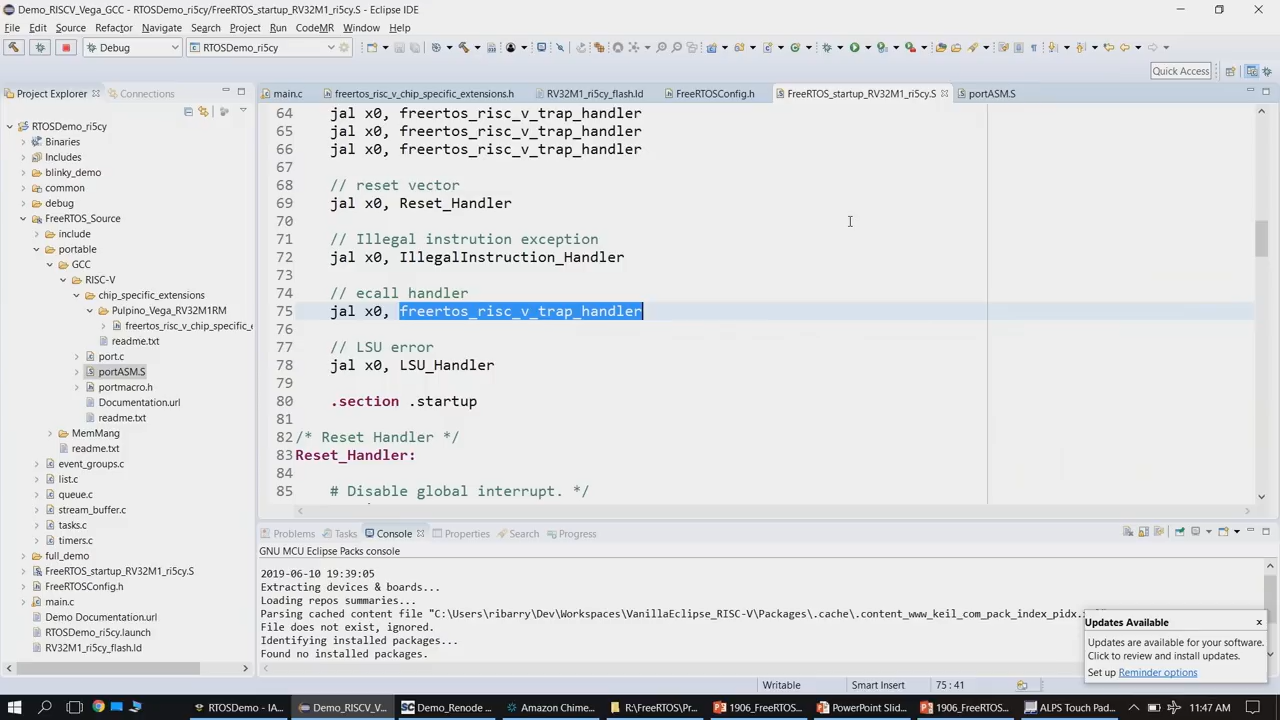 Demo_RISCV_Vega_GCC - RTOSDemo_ri5cy/FreeRTOS_startup_RV32M1_ri5cy.S - Eclipse IDE
File Edit Source Refactor Navigate Search Project Run CodeMR Window Help
Debug RTOSDemo_ri5cy
Quick Access
Project Explorer Connections
RTOSDemo_ri5cy
Binaries
Includes
blinky_demo
common
debug
FreeRTOS_Source
include
portable
GCC
RISC-V
chip_specific_extensions
Pulpino_Vega_RV32M1RM
freertos_risc_v_chip_specific_e
readme.txt
port.c
portASM.S
portmacro.h
Documentation.url
readme.txt
MemMang
readme.txt
event_groups.c
list.c
queue.c
stream_buffer.c
tasks.c
timers.c
full_demo
FreeRTOS_startup_RV32M1_ri5cy.S
FreeRTOSConfig.h
main.c
Demo Documentation.url
RTOSDemo_ri5cy.launch
RV32M1_ri5cy_flash.ld
main.c freertos_risc_v_chip_specific_extensions.h RV32M1_ri5cy_flash.ld FreeRTOSConfig.h FreeRTOS_startup_RV32M1_ri5cy.S portASM.S
64 jal x0, freertos_risc_v_trap_handler
65 jal x0, freertos_risc_v_trap_handler
66 jal x0, freertos_risc_v_trap_handler
67
68 // reset vector
69 jal x0, Reset_Handler
70
71 // Illegal instrution exception
72 jal x0, IllegalInstruction_Handler
73
74 // ecall handler
75 jal x0, freertos_risc_v_trap_handler
76
77 // LSU error
78 jal x0, LSU_Handler
79
80 .section .startup
81
82 /* Reset Handler */
83 Reset_Handler:
84
85 # Disable global interrupt. */
Problems Tasks Console Properties Search Progress
GNU MCU Eclipse Packs console
2019-06-10 19:39:05
Extracting devices & boards...
Loading repos summaries...
Parsing cached content file "C:\Users\ribarry\Dev\Workspaces\VanillaEclipse_RISC-V\Packages\.cache\.content_www_keil_com_pack_index_pidx.
File does not exist, ignored.
Identifying installed packages...
Found no installed packages.
Updates Available
Updates are available for your software.
Click to review and install updates.
Set up Reminder options
Writable Smart Insert 75 : 41
RTOSDemo - IA... Demo_RISCV_V... Demo_Renode ... Amazon Chime... R:\FreeRTOS\Pr... 1906_FreeRTOS... PowerPoint Slid... 1906_FreeRTOS... ALPS Touch Pad... 11:47 AM